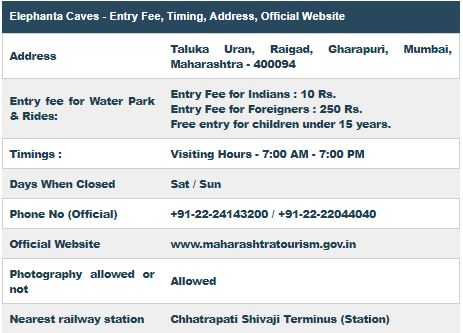 Elephanta Caves - Entry Fee, Timing, Address, Official Website
Address
Taluka Uran, Raigad, Gharapuri, Mumbai,
Maharashtra - 400094
Entry fee for Water Park
& Rides:
Entry Fee for Indians : 10 Rs.
Entry Fee for Foreigners : 250 Rs.
Free entry for children under 15 years.
Timings :
Visiting Hours - 7:00 AM - 7:00 PM
Days When Closed
Sat / Sun
Phone No (Official)
+91-22-24143200 / +91-22-22044040
Official Website
www.maharashtratourism.gov.in
Photography allowed or
not
Allowed
Nearest railway station
Chhatrapati Shivaji Terminus (Station)